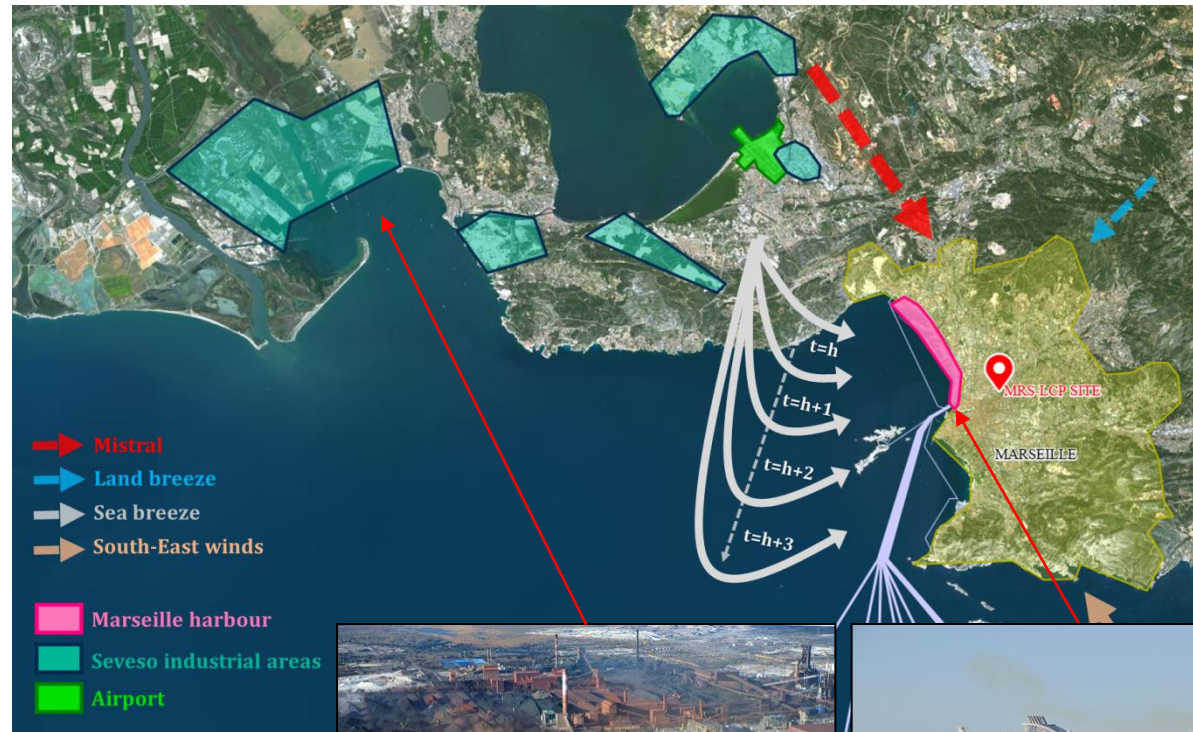 t=h
t=h+1
t=h+2
t=h+3
MRS-LCP SITE
MARSEILLE
Mistral
Land breeze
Sea breeze
South-East winds
Marseille harbour
Seveso industrial areas
Airport